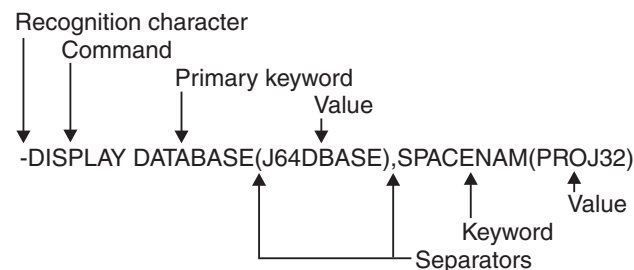 Recognition character
Command
Primary keyword
Value
-DISPLAY DATABASE(J64DBASE),SPACENAM(PROJ32)
Value
Keyword
Separators